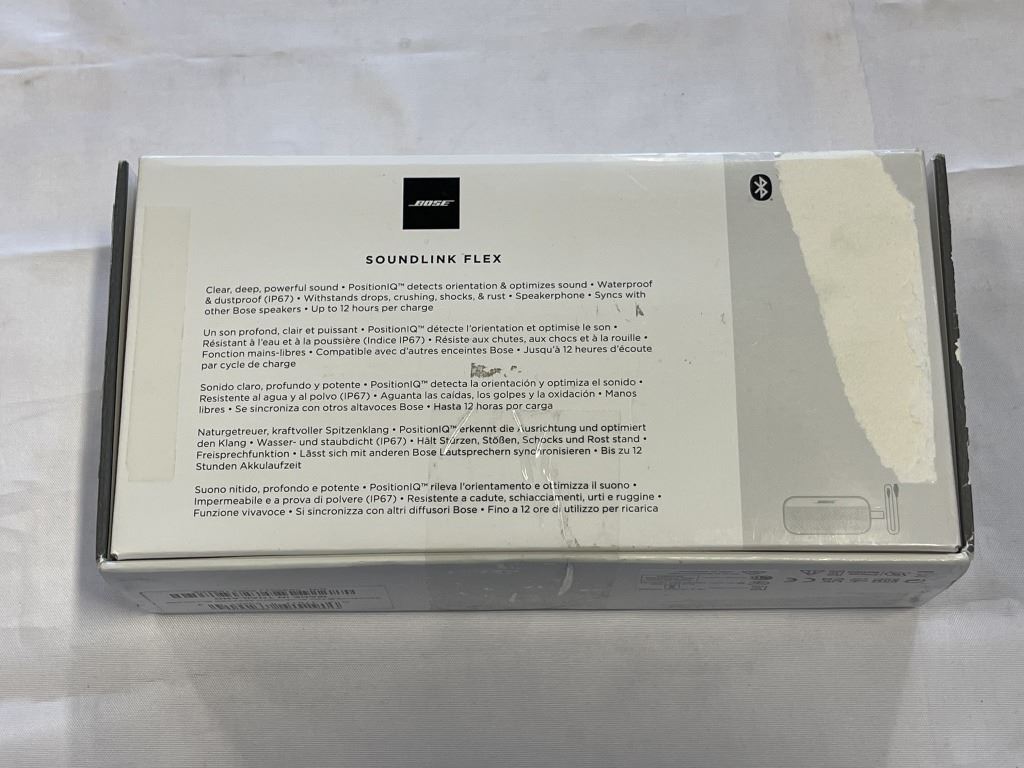 BOSE
SOUNDLINK FLEX
Clear, deep, powerful sound • PositionIQ™ detects orientation & optimizes sound • Waterproof
& dustproof (IP67) • Withstands drops, crushing, shocks, & rust • Speakerphone • Syncs with
other Bose speakers • Up to 12 hours per charge
Un son profond, clair et puissant • PositionIQ™ détecte l'orientation et optimise le son •
Résistant à l'eau et à la poussière (Indice IP67) • Résiste aux chutes, aux chocs et à la rouille •
Fonction mains-libres • Compatible avec d'autres enceintes Bose • Jusqu'à 12 heures d'écoute
par cycle de charge
Sonido claro, profundo y potente • PositionIQ™ detecta la orientación y optimiza el sonido •
Resistente al agua y al polvo (IP67) • Aguanta las caídas, los golpes y la oxidación • Manos
libres • Se sincroniza con otros altavoces Bose • Hasta 12 horas por carga
Naturgetreuer, kraftvoller Spitzenklang • PositionIQ™ erkennt die Ausrichtung und optimiert
den Klang • Wasser- und staubdicht (IP67) • Hält Stürzen, Stößen, Schocks und Rost stand •
Freisprechfunktion • Lässt sich mit anderen Bose Lautsprechern synchronisieren • Bis zu 12
Stunden Akkulaufzeit
Suono nitido, profondo e potente • PositionIQ™ rileva l'orientamento e ottimizza il suono •
Impermeabile e a prova di polvere (IP67) • Resistente a cadute, schiacciamenti, urti e ruggine •
Funzione vivavoce • Si sincronizza con altri diffusori Bose • Fino a 12 ore di utilizzo per ricarica